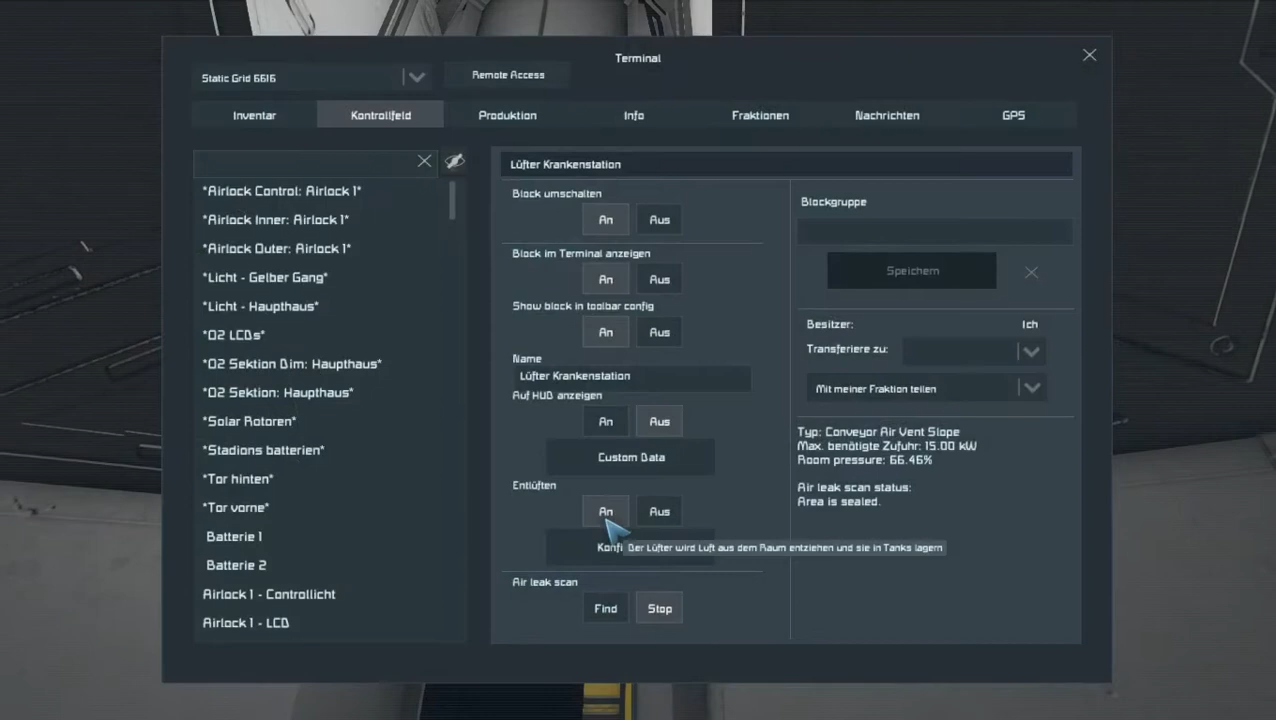 Terminal
Static Grid 6616
Remote Access
Inventar
Kontrollfeld
Produktion
Info
Fraktionen
Nachrichten
GPS
*Airlock Control: Airlock 1*
*Airlock Inner: Airlock 1*
*Airlock Outer: Airlock 1*
*Licht - Gelber Gang*
*Licht - Haupthaus*
*O2 LCDs*
*O2 Sektion Dim: Haupthaus*
*O2 Sektion: Haupthaus*
*Solar Rotoren*
*Stadions batterien*
*Tor hinten*
*Tor vorne*
Batterie 1
Batterie 2
Airlock 1 - Controllicht
Airlock 1 - LCD
Lüfter Krankenstation
Block umschalten
An Aus
Block im Terminal anzeigen
An Aus
Show block in toolbar config
An Aus
Name
Lüfter Krankenstation
Auf HUD anzeigen
An Aus
Custom Data
Entlüften
An Aus
Konfi
Der Lüfter wird Luft aus dem Raum entziehen und sie in Tanks lagern
Air leak scan
Find Stop
Blockgruppe
Speichern
Besitzer: Ich
Transferiere zu:
Mit meiner Fraktion teilen
Typ: Conveyor Air Vent Slope
Max. benötigte Zufuhr: 15.00 kW
Room pressure: 66.46%
Air leak scan status:
Area is sealed.